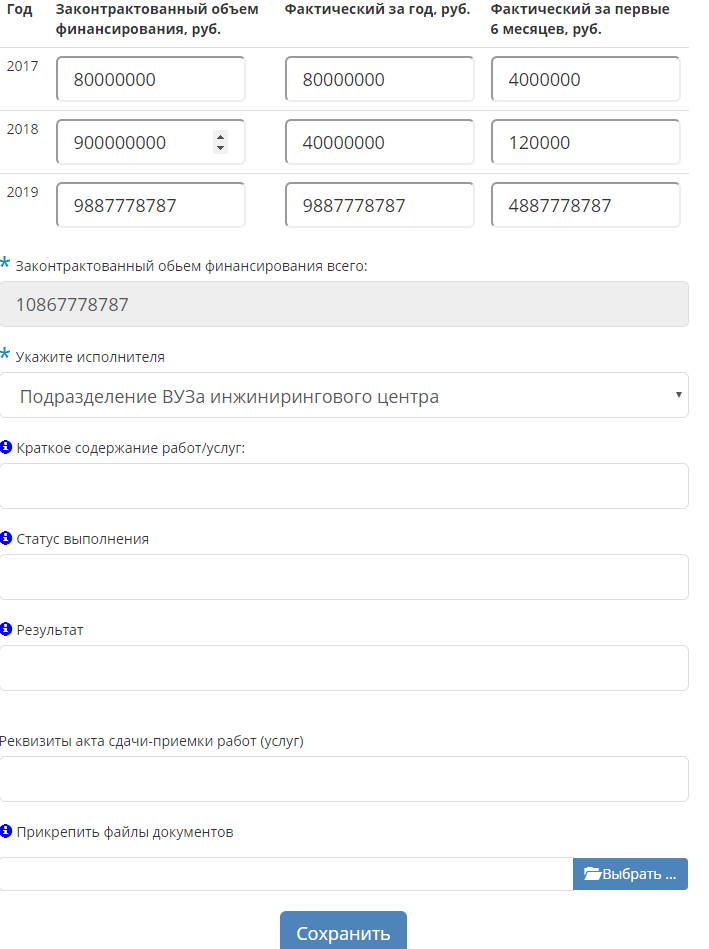 Год Законтрактованный объем финансирования, руб. Фактический за год, руб. Фактический за первые 6 месяцев, руб.
2017 80000000 80000000 4000000
2018 900000000 40000000 120000
2019 9887778787 9887778787 4887778787
* Законтрактованный обьем финансирования всего:
10867778787
* Укажите исполнителя
Подразделение ВУЗа инжинирингового центра
Краткое содержание работ/услуг:
Статус выполнения
Результат
Реквизиты акта сдачи-приемки работ (услуг)
Прикрепить файлы документов
Выбрать ...
Сохранить